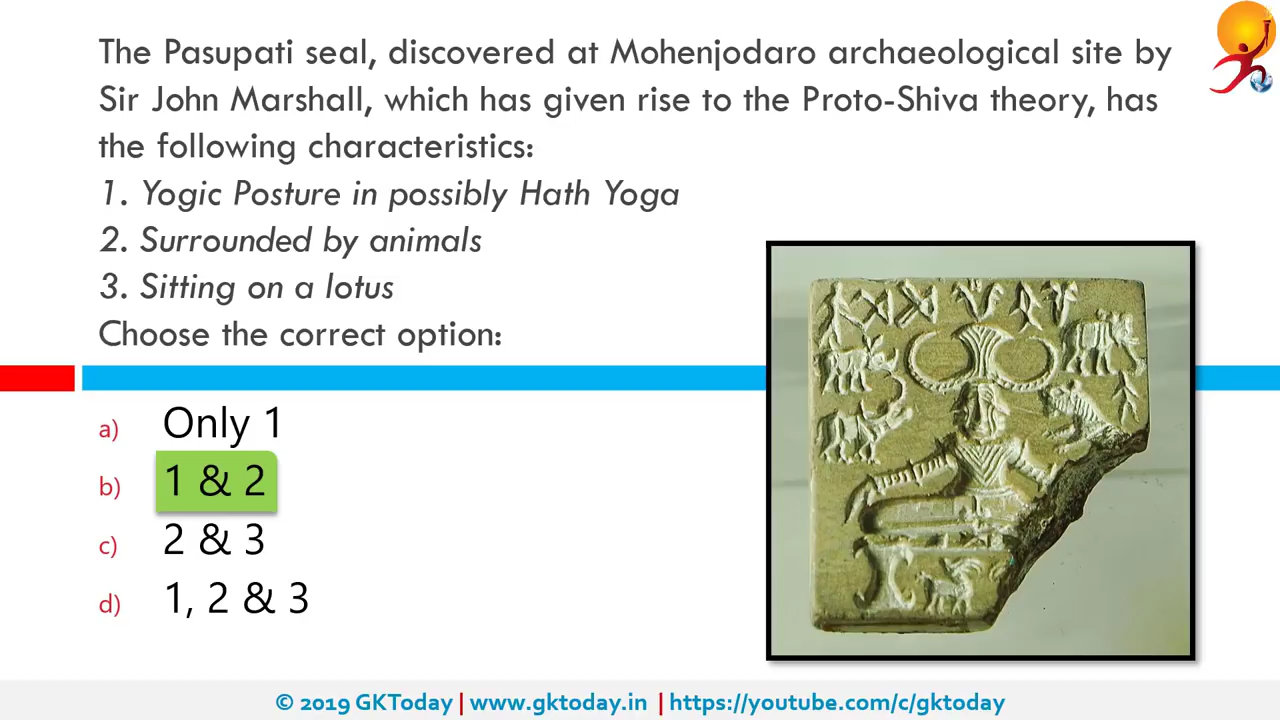 The Pasupati seal, discovered at Mohenjodaro archaeological site by
Sir John Marshall, which has given rise to the Proto-Shiva theory, has
the following characteristics:
1. Yogic Posture in possibly Hath Yoga
2. Surrounded by animals
3. Sitting on a lotus
Choose the correct option:
a) Only 1
b) 1 & 2
c) 2 & 3
d) 1, 2 & 3
© 2019 GKToday | www.gktoday.in | https://youtube.com/c/gktoday